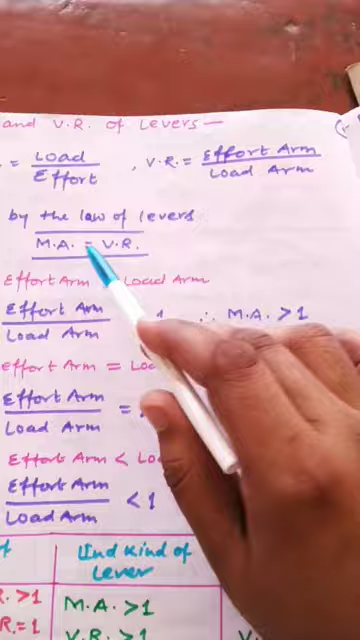 and V.R. of Levers —
= Load / Effort , V.R. = Effort Arm / Load Arm
by the law of levers
M.A. = V.R.
Effort Arm Load Arm
Effort Arm / Load Arm 1 ∴ M.A. > 1
Effort Arm =
Effort Arm / Load Arm =
Effort Arm <
Effort Arm / Load Arm < 1
IInd kind of
Lever
R. > 1 M.A. > 1
R. = 1 V.R. > 1